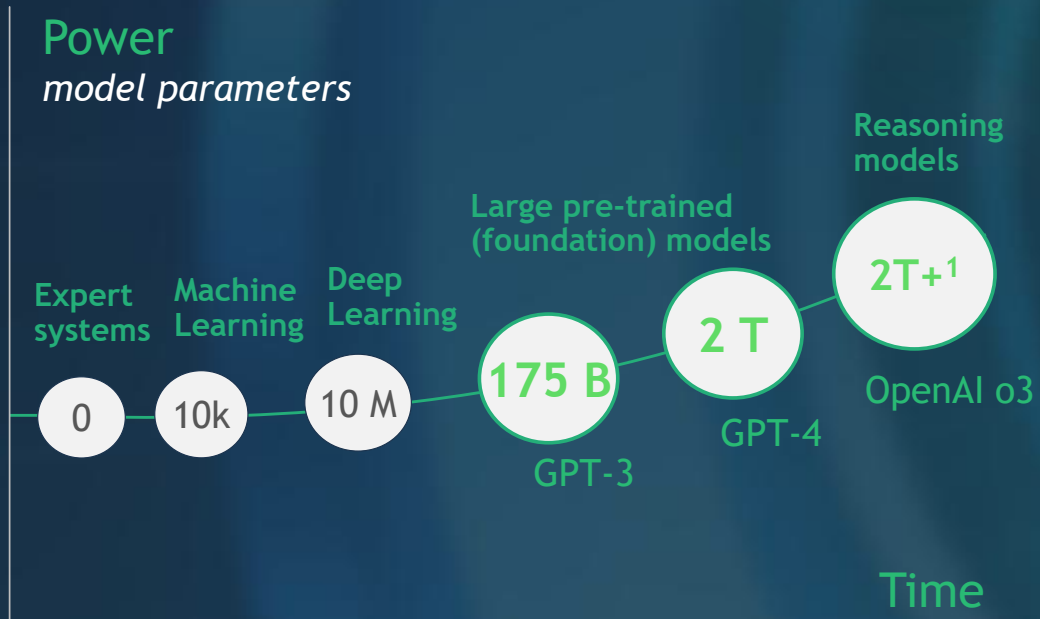 Power
model parameters
Reasoning
models
Large pre-trained
(foundation) models
Deep
Learning
Machine
Learning
Expert
systems
0
10k
10 M
175 B
2 T
2T+¹
GPT-3
GPT-4
OpenAI o3
Time